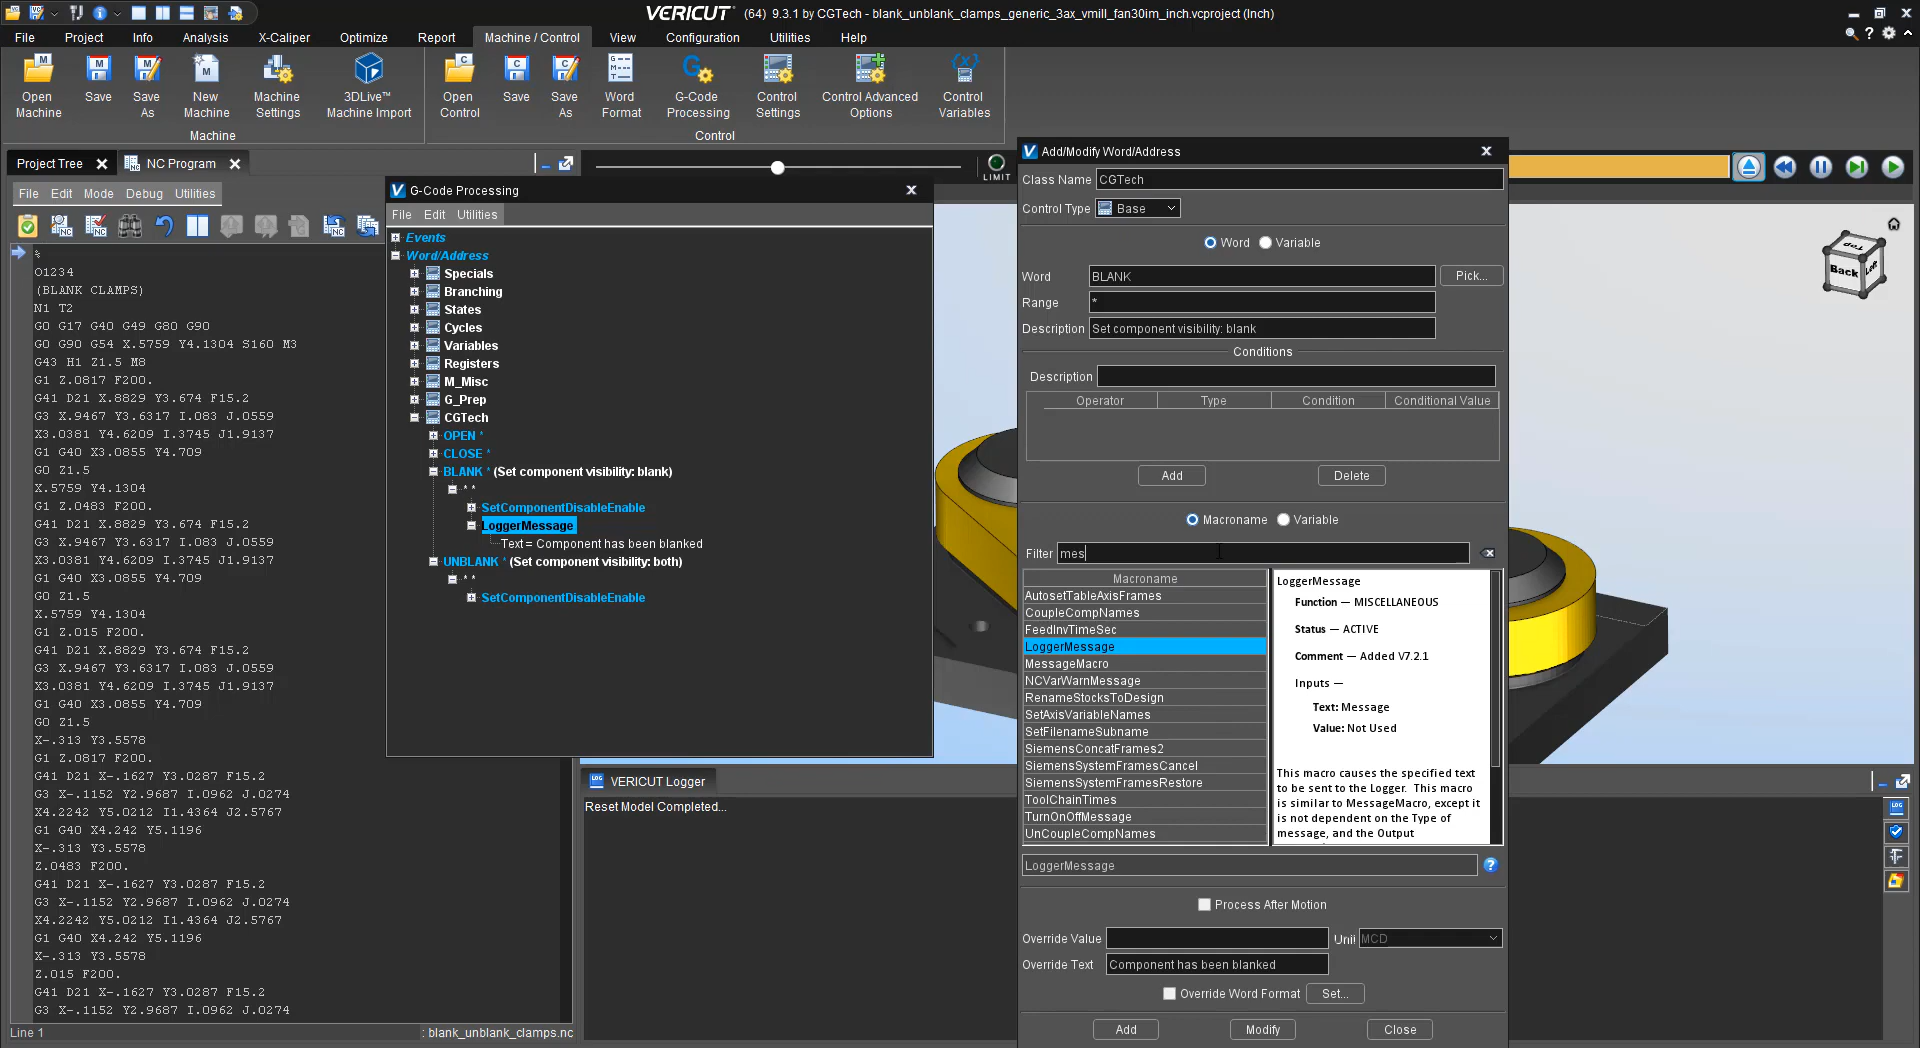 VERICUT (64) 9.3.1 by CGTech - blank_unblank_clamps_generic_3ax_vmill_fan30im_inch.vcproject (Inch)
File Project Info Analysis X-Caliper Optimize Report Machine / Control View Configuration Utilities Help
Open Machine
Save
Save As
New Machine
Machine Settings
3DLive™ Machine Import
Open Control
Save
Save As
Word Format
G-Code Processing
Control Settings
Control Advanced Options
Control Variables
Machine
Control
Project Tree
NC Program
LIMIT
File Edit Mode Debug Utilities
%
O1234
(BLANK CLAMPS)
N1 T2
G0 G17 G40 G49 G80 G90
G0 G90 G54 X.5759 Y4.1304 S160 M3
G43 H1 Z1.5 M8
G1 Z.0817 F200.
G41 D21 X.8829 Y3.674 F15.2
G3 X.9467 Y3.6317 I.083 J.0559
X3.0381 Y4.6209 I.3745 J1.9137
G1 G40 X3.0855 Y4.709
G0 Z1.5
X.5759 Y4.1304
G1 Z.0483 F200.
G41 D21 X.8829 Y3.674 F15.2
G3 X.9467 Y3.6317 I.083 J.0559
X3.0381 Y4.6209 I.3745 J1.9137
G1 G40 X3.0855 Y4.709
G0 Z1.5
X.5759 Y4.1304
G1 Z.015 F200.
G41 D21 X.8829 Y3.674 F15.2
G3 X.9467 Y3.6317 I.083 J.0559
X3.0381 Y4.6209 I.3745 J1.9137
G1 G40 X3.0855 Y4.709
G0 Z1.5
X-.313 Y3.5578
G1 Z.0817 F200.
G41 D21 X-.1627 Y3.0287 F15.2
G3 X-.1152 Y2.9687 I.0962 J.0274
X4.2242 Y5.0212 I1.4364 J2.5767
G1 G40 X4.242 Y5.1196
X-.313 Y3.5578
Z.0483 F200.
G41 D21 X-.1627 Y3.0287 F15.2
G3 X-.1152 Y2.9687 I.0962 J.0274
X4.2242 Y5.0212 I1.4364 J2.5767
G1 G40 X4.242 Y5.1196
X-.313 Y3.5578
Z.015 F200.
G41 D21 X-.1627 Y3.0287 F15.2
G3 X-.1152 Y2.9687 I.0962 J.0274
Line 1
: blank_unblank_clamps.nc
G-Code Processing
File Edit Utilities
Events
Word/Address
Specials
Branching
States
Cycles
Variables
Registers
M_Misc
G_Prep
CGTech
OPEN *
CLOSE *
BLANK * (Set component visibility: blank)
* *
SetComponentDisableEnable
LoggerMessage
Text = Component has been blanked
UNBLANK * (Set component visibility: both)
* *
SetComponentDisableEnable
VERICUT Logger
Reset Model Completed...
Add/Modify Word/Address
Class Name CGTech
Control Type Base
Word Variable
Word BLANK Pick...
Range *
Description Set component visibility: blank
Conditions
Description
Operator Type Condition Conditional Value
Add Delete
Macroname Variable
Filter mes
Macroname
AutosetTableAxisFrames
CoupleCompNames
FeedInvTimeSec
LoggerMessage
MessageMacro
NCVarWarnMessage
RenameStocksToDesign
SetAxisVariableNames
SetFilenameSubname
SiemensConcatFrames2
SiemensSystemFramesCancel
SiemensSystemFramesRestore
ToolChainTimes
TurnOnOffMessage
UnCoupleCompNames
LoggerMessage
Function — MISCELLANEOUS
Status — ACTIVE
Comment — Added V7.2.1
Inputs —
Text: Message
Value: Not Used
This macro causes the specified text
to be sent to the Logger. This macro
is similar to MessageMacro, except it
is not dependent on the Type of
message, and the Output
LoggerMessage
Process After Motion
Override Value Unit MCD
Override Text Component has been blanked
Override Word Format Set...
Add Modify Close
Top
Back
Left